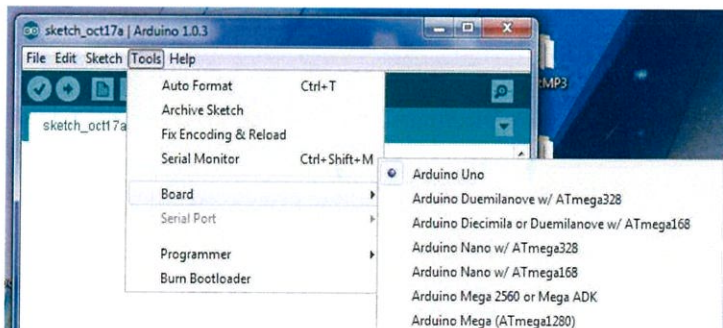 sketch_oct17a | Arduino 1.0.3
File Edit Sketch Tools Help
sketch_oct17a
Auto Format Ctrl+T
Archive Sketch
Fix Encoding & Reload
Serial Monitor Ctrl+Shift+M
Board
Serial Port
Programmer
Burn Bootloader
Arduino Uno
Arduino Duemilanove w/ ATmega328
Arduino Diecimila or Duemilanove w/ ATmega168
Arduino Nano w/ ATmega328
Arduino Nano w/ ATmega168
Arduino Mega 2560 or Mega ADK
Arduino Mega (ATmega1280)
tMP3